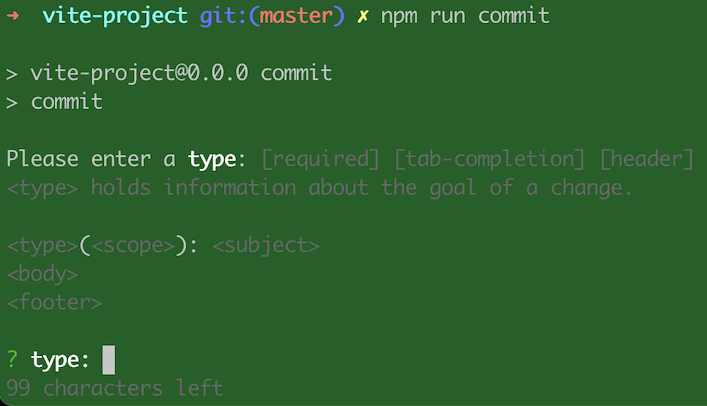 ➜ vite-project git:(master) ✗ npm run commit
> vite-project@0.0.0 commit
> commit
Please enter a type: [required] [tab-completion] [header]
<type> holds information about the goal of a change.
<type>(<scope>): <subject>
<body>
<footer>
? type:
99 characters left